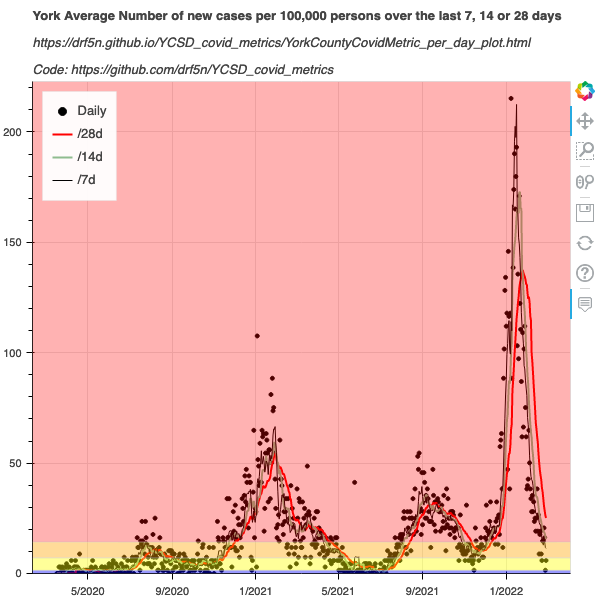 York Average Number of new cases per 100,000 persons over the last 7, 14 or 28 days
https://drf5n.github.io/YCSD_covid_metrics/YorkCountyCovidMetric_per_day_plot.html
Code: https://github.com/drf5n/YCSD_covid_metrics
Daily
/28d
/14d
/7d
200
150
100
50
0
5/2020 9/2020 1/2021 5/2021 9/2021 1/2022